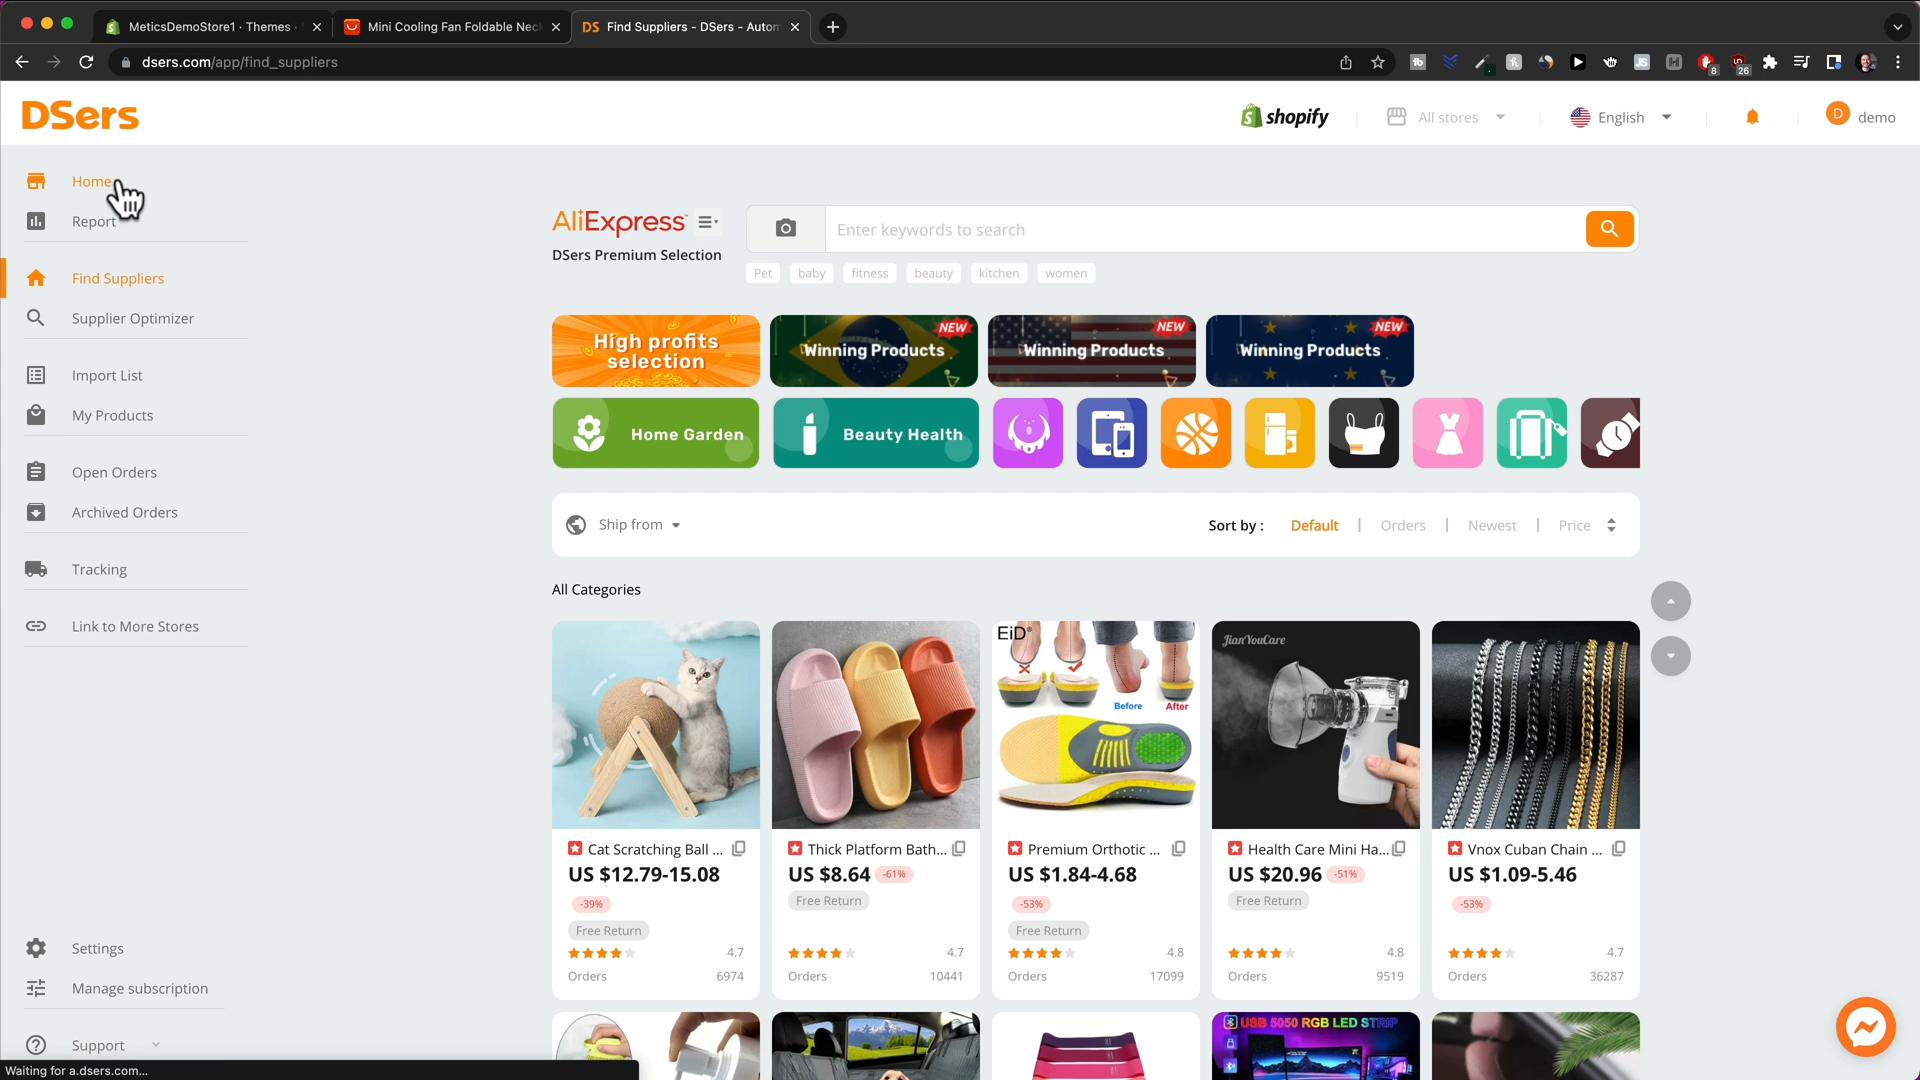 MeticsDemoStore1 · Themes ·
Mini Cooling Fan Foldable Neck
DS Find Suppliers - DSers - Autom
dsers.com/app/find_suppliers
8
26
DSers
shopify
All stores
English
D
demo
Home
Report
Find Suppliers
Supplier Optimizer
Import List
My Products
Open Orders
Archived Orders
Tracking
Link to More Stores
Settings
Manage subscription
Support
Waiting for a.dsers.com...
AliExpress
DSers Premium Selection
Enter keywords to search
Pet
baby
fitness
beauty
kitchen
women
High profits
selection
Winning Products
NEW
Winning Products
NEW
Winning Products
NEW
Home Garden
Beauty Health
Ship from
Sort by :
Default
Orders
Newest
Price
All Categories
Cat Scratching Ball ...
US $12.79-15.08
-39%
Free Return
4.7
Orders
6974
Thick Platform Bath...
US $8.64
-61%
Free Return
4.7
Orders
10441
EiD®
Before
After
Premium Orthotic ...
US $1.84-4.68
-53%
Free Return
4.8
Orders
17099
JianYouCare
Health Care Mini Ha...
US $20.96
-51%
Free Return
4.8
Orders
9519
Vnox Cuban Chain ...
US $1.09-5.46
-53%
4.7
Orders
36287
USB 5050 RGB LED STRIP